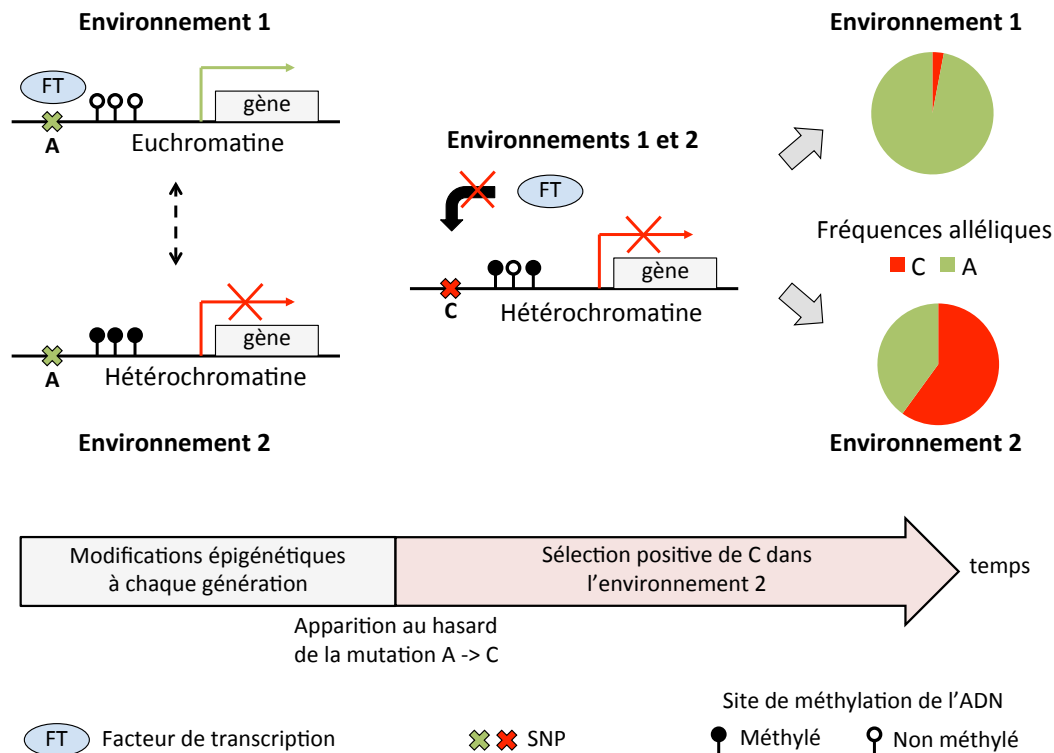 Environnement 1
FT
gène
A
Euchromatine
gène
A
Hétérochromatine
Environnement 2
Environnements 1 et 2
FT
gène
C
Hétérochromatine
Environnement 1
Fréquences alléliques
C A
Environnement 2
Modifications épigénétiques
à chaque génération
Sélection positive de C dans
l'environnement 2
temps
Apparition au hasard
de la mutation A -> C
Site de méthylation de l'ADN
FT Facteur de transcription
SNP
Méthylé
Non méthylé